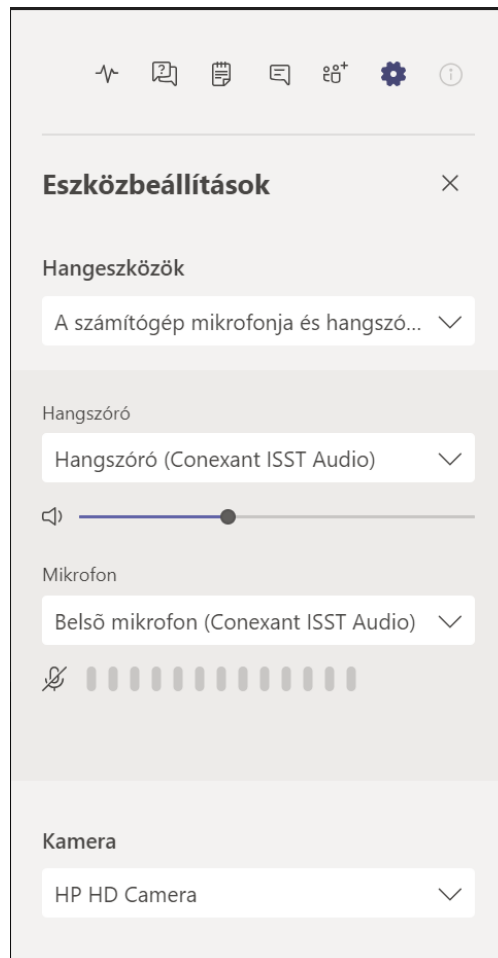 Eszközbeállítások
Hangeszközök
A számítógép mikrofonja és hangszó...
Hangszóró
Hangszóró (Conexant ISST Audio)
Mikrofon
Belsõ mikrofon (Conexant ISST Audio)
Kamera
HP HD Camera